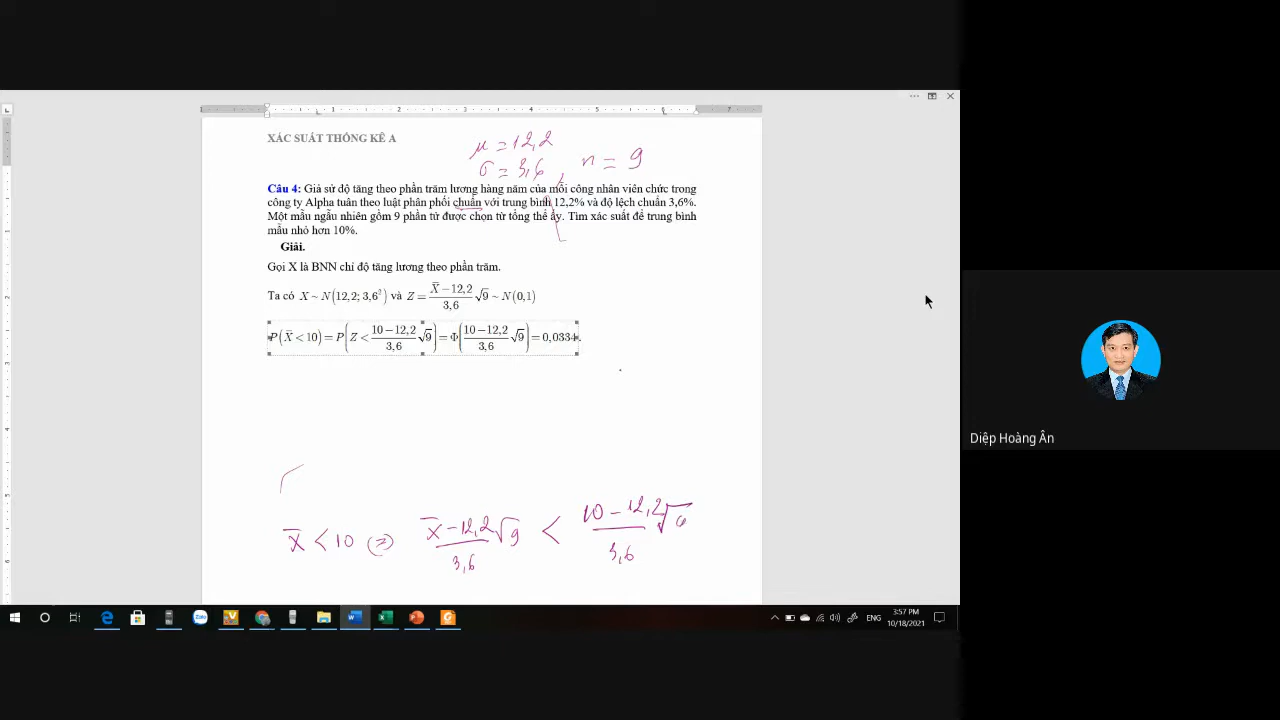 XÁC SUẤT THỐNG KÊ A
μ = 12,2
σ = 3,6 , n = 9
Câu 4: Giả sử độ tăng theo phần trăm lương hàng năm của mỗi công nhân viên chức trong
công ty Alpha tuân theo luật phân phối chuẩn với trung bình 12,2% và độ lệch chuẩn 3,6%.
Một mẫu ngẫu nhiên gồm 9 phần tử được chọn từ tổng thể ấy. Tìm xác suất để trung bình
mẫu nhỏ hơn 10%.
Giải.
Gọi X là BNN chỉ độ tăng lương theo phần trăm.
Ta có X ~ N(12,2; 3,6²) và Z = (X̄ − 12,2)/3,6 √9 ~ N(0,1)
P(X̄ < 10) = P(Z < (10 − 12,2)/3,6 √9) = Φ((10 − 12,2)/3,6 √9) = 0,0334.
X̄ < 10 (=) (X̄ − 12,2)/3,6 √9 < (10 − 12,2)/3,6
Diệp Hoàng Ân
Zalo
ENG
3:57 PM
10/18/2021